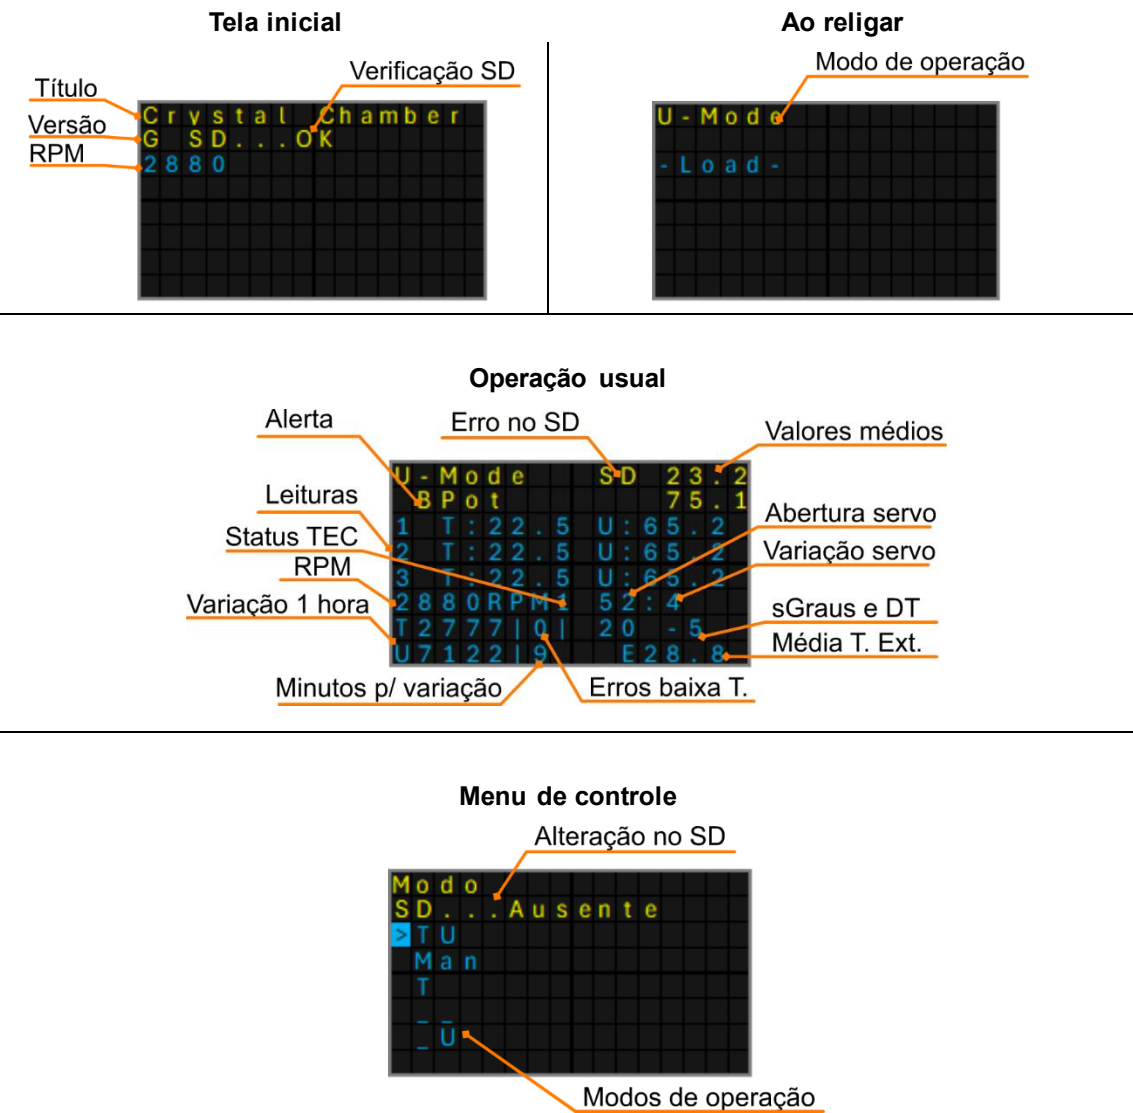 Tela inicial
Ao religar
Título
Versão
RPM
Verificação SD
Crystal Chamber
G SD...OK
2880
Modo de operação
U-Mode
-Load-
Operação usual
Alerta
Erro no SD
Valores médios
Leituras
Status TEC
RPM
Variação 1 hora
Abertura servo
Variação servo
sGraus e DT
Média T. Ext.
U-Mode SD 23.2
BPot 75.1
1 T:22.5 U:65.2
2 T:22.5 U:65.2
3 T:22.5 U:65.2
2880RPM1 52:4
T2777|0| 20 -5
U7122|9 E28.8
Minutos p/ variação
Erros baixa T.
Menu de controle
Alteração no SD
Modo
SD...Ausente
>TU
Man
T
_ _
_ U
Modos de operação